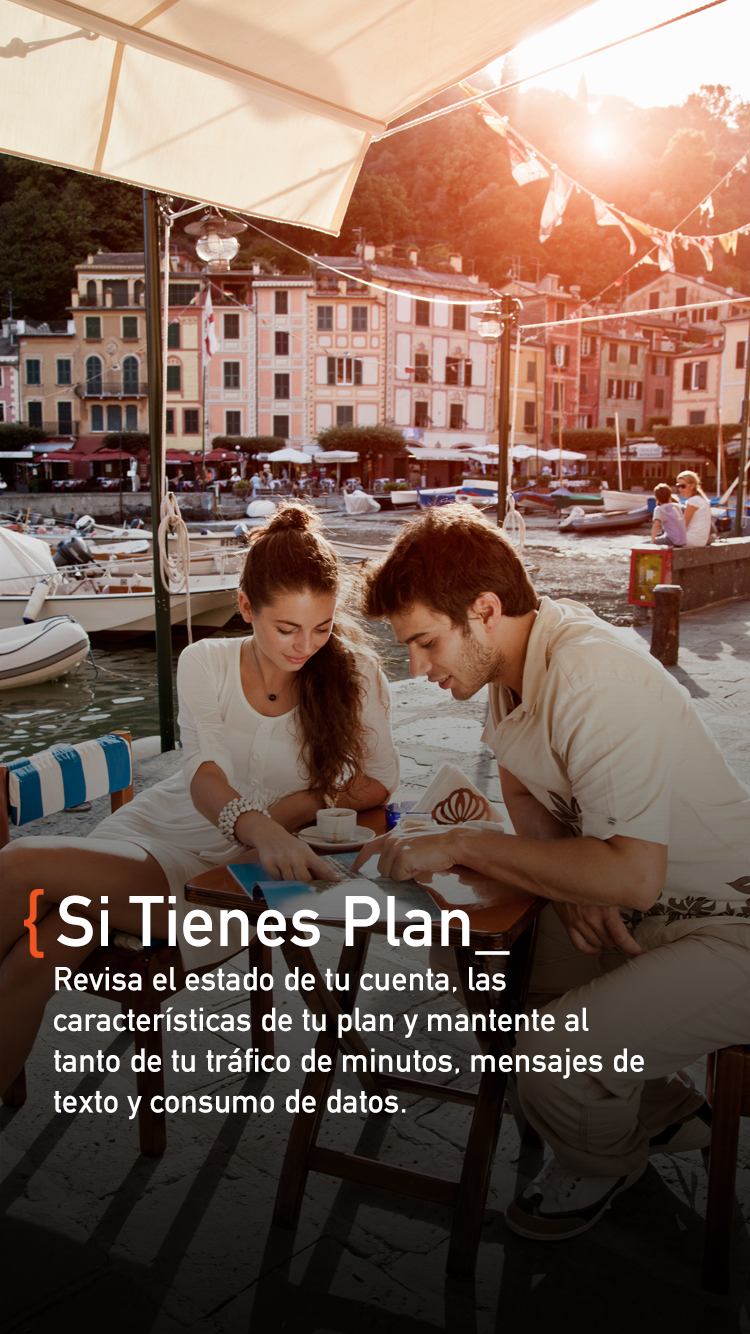 {Si Tienes Plan_
Revisa el estado de tu cuenta, las
características de tu plan y mantente al
tanto de tu tráfico de minutos, mensajes de
texto y consumo de datos.